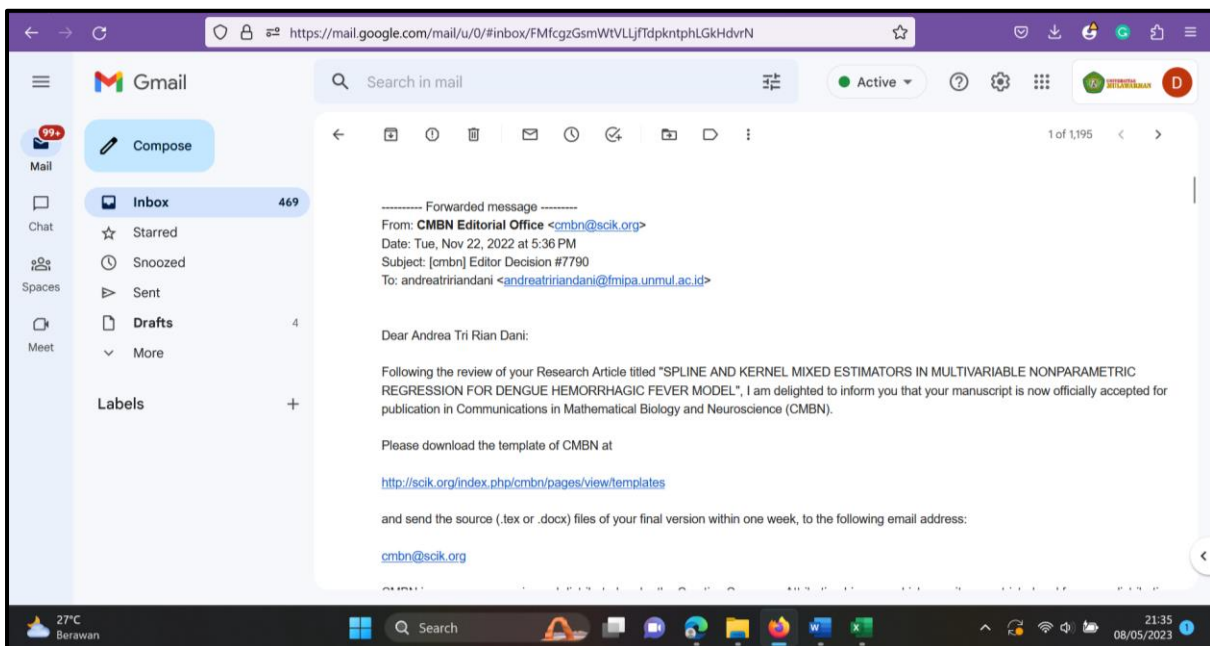 https://mail.google.com/mail/u/0/#inbox/FMfcgzGsmWtVLLjfTdpkntphLGkHdvrN
Gmail
Search in mail
Active
UNIVERSITAS
MULAWARMAN
D
99+
Mail
Compose
1 of 1,195
Chat
Inbox 469
Starred
Spaces
Snoozed
Sent
Meet
Drafts 4
More
Labels
---------- Forwarded message ---------
From: CMBN Editorial Office <cmbn@scik.org>
Date: Tue, Nov 22, 2022 at 5:36 PM
Subject: [cmbn] Editor Decision #7790
To: andreatririandani <andreatririandani@fmipa.unmul.ac.id>
Dear Andrea Tri Rian Dani:
Following the review of your Research Article titled "SPLINE AND KERNEL MIXED ESTIMATORS IN MULTIVARIABLE NONPARAMETRIC
REGRESSION FOR DENGUE HEMORRHAGIC FEVER MODEL", I am delighted to inform you that your manuscript is now officially accepted for
publication in Communications in Mathematical Biology and Neuroscience (CMBN).
Please download the template of CMBN at
http://scik.org/index.php/cmbn/pages/view/templates
and send the source (.tex or .docx) files of your final version within one week, to the following email address:
cmbn@scik.org
27°C
Berawan
Search
21:35
08/05/2023
1